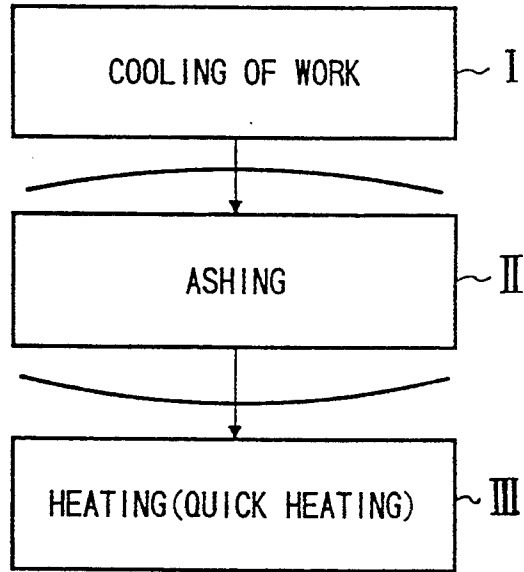 COOLING OF WORK
I
ASHING
II
HEATING(QUICK HEATING)
III